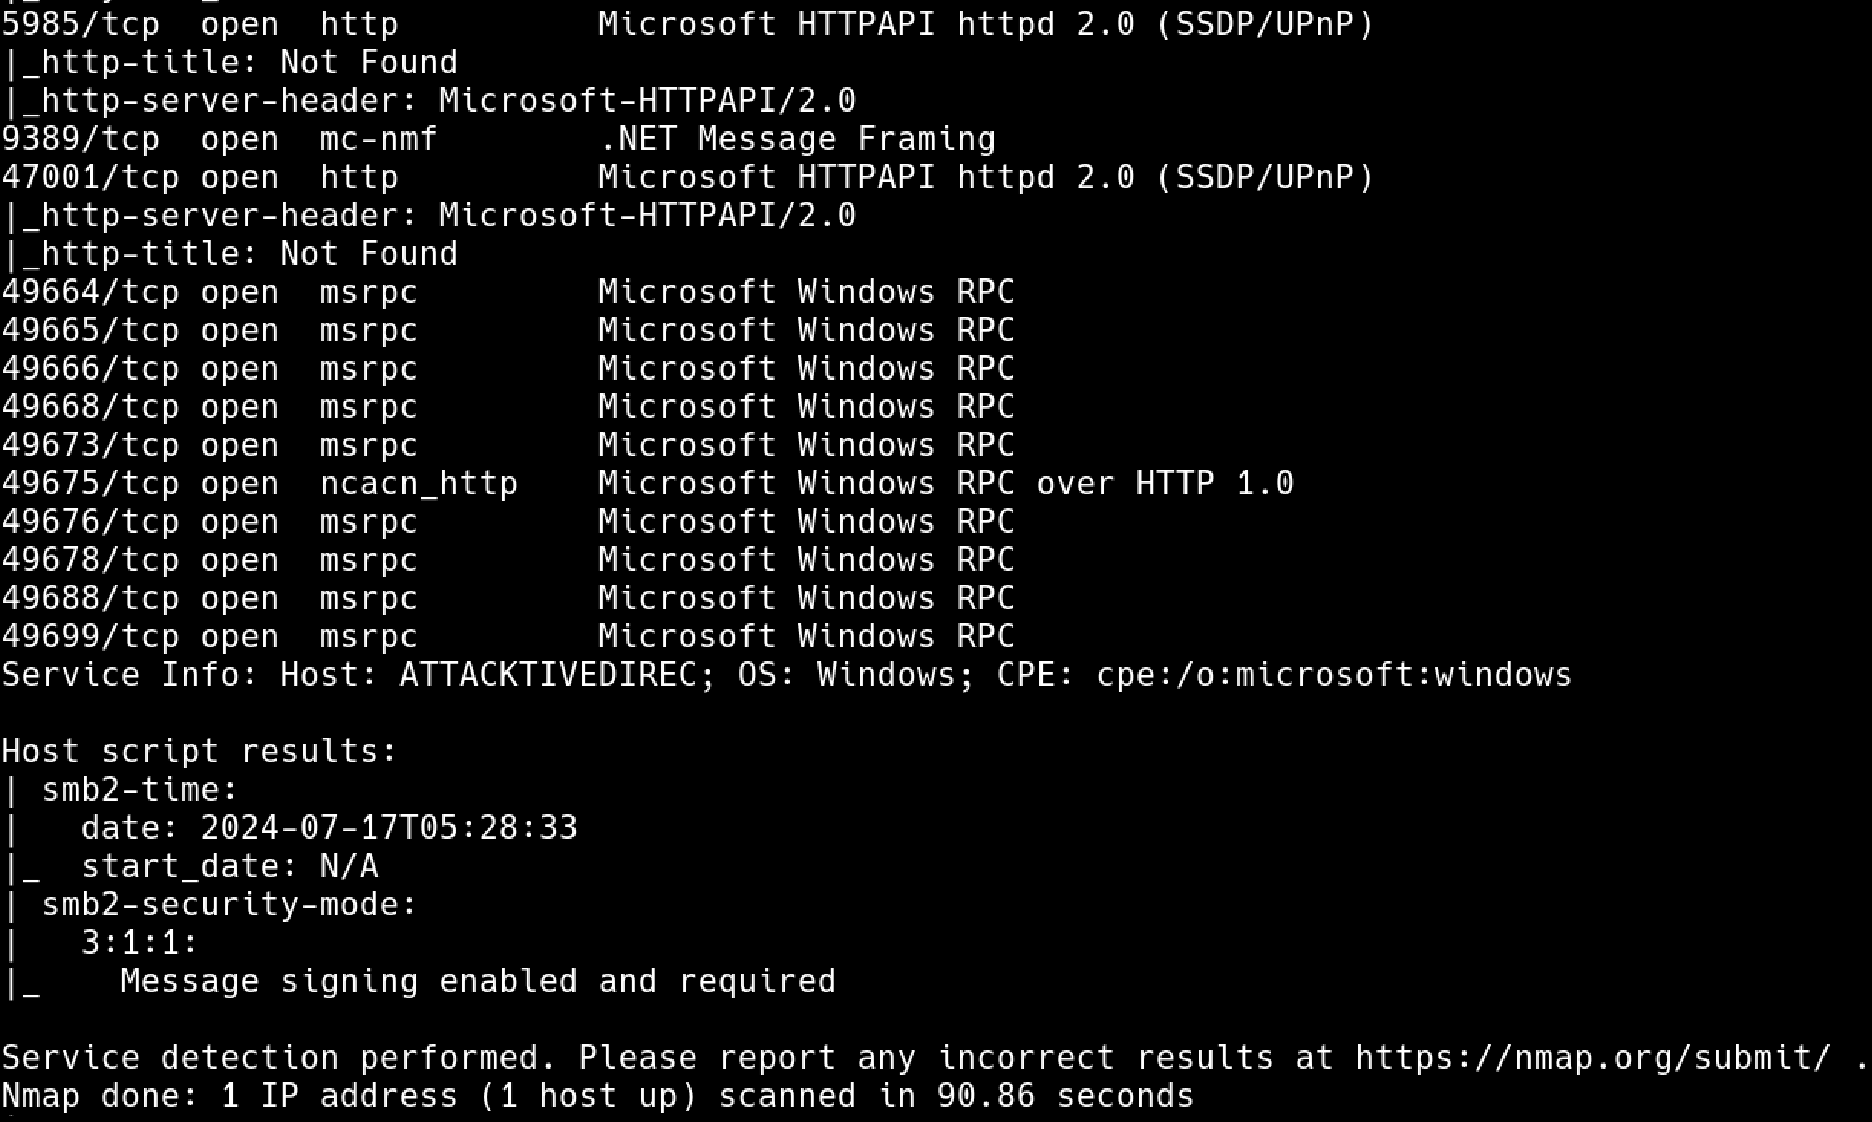 5985/tcp  open  http         Microsoft HTTPAPI httpd 2.0 (SSDP/UPnP)
|_http-title: Not Found
|_http-server-header: Microsoft-HTTPAPI/2.0
9389/tcp  open  mc-nmf       .NET Message Framing
47001/tcp open  http         Microsoft HTTPAPI httpd 2.0 (SSDP/UPnP)
|_http-server-header: Microsoft-HTTPAPI/2.0
|_http-title: Not Found
49664/tcp open  msrpc        Microsoft Windows RPC
49665/tcp open  msrpc        Microsoft Windows RPC
49666/tcp open  msrpc        Microsoft Windows RPC
49668/tcp open  msrpc        Microsoft Windows RPC
49673/tcp open  msrpc        Microsoft Windows RPC
49675/tcp open  ncacn_http   Microsoft Windows RPC over HTTP 1.0
49676/tcp open  msrpc        Microsoft Windows RPC
49678/tcp open  msrpc        Microsoft Windows RPC
49688/tcp open  msrpc        Microsoft Windows RPC
49699/tcp open  msrpc        Microsoft Windows RPC
Service Info: Host: ATTACKTIVEDIREC; OS: Windows; CPE: cpe:/o:microsoft:windows

Host script results:
| smb2-time:
|   date: 2024-07-17T05:28:33
|_  start_date: N/A
| smb2-security-mode:
|   3:1:1:
|_    Message signing enabled and required

Service detection performed. Please report any incorrect results at https://nmap.org/submit/ .
Nmap done: 1 IP address (1 host up) scanned in 90.86 seconds